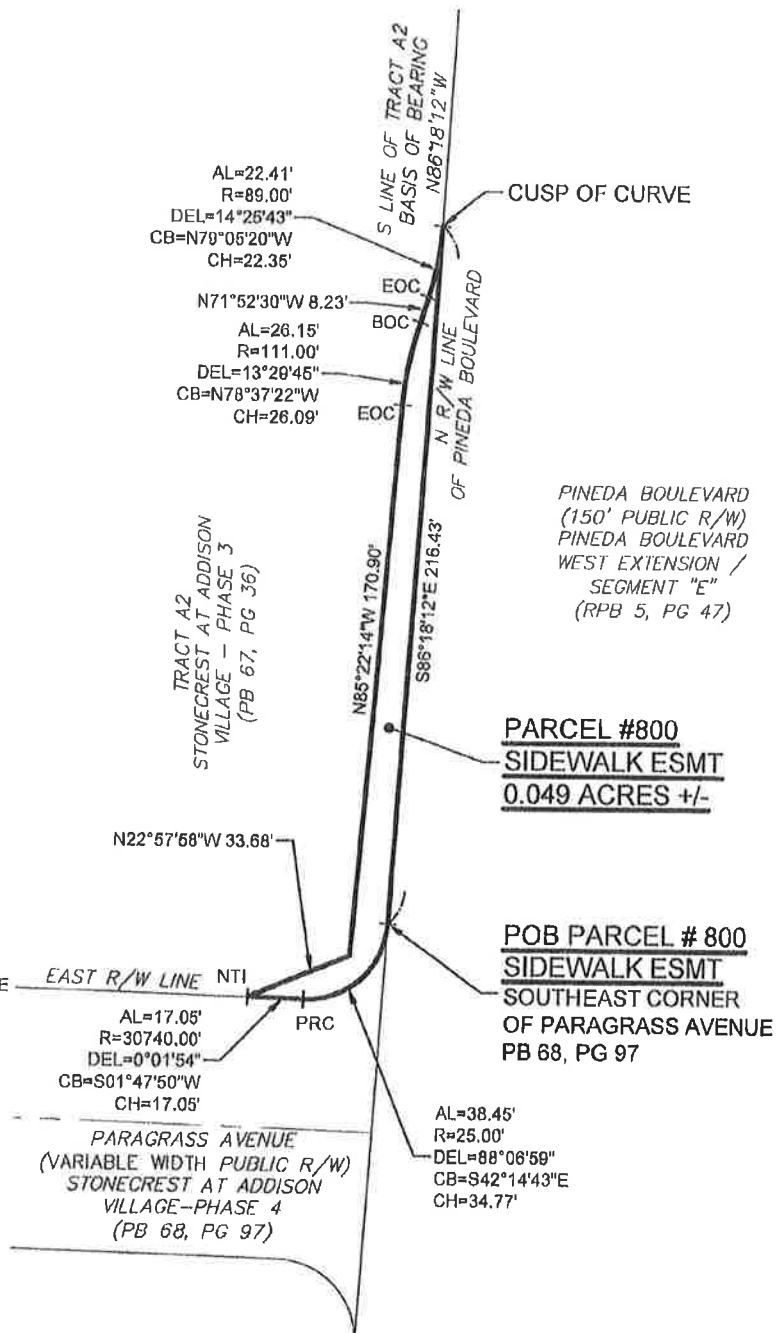 S LINE OF TRACT A2
BASIS OF BEARING
N86°18'12"W
AL=22.41'
R=89.00'
DEL=14°25'43"
CB=N79°05'20"W
CH=22.35'
CUSP OF CURVE
EOC
N71°52'30"W 8.23'
BOC
AL=26.15'
R=111.00'
DEL=13°29'45"
CB=N78°37'22"W
CH=26.09'
EOC
N R/W LINE
OF PINEDA BOULEVARD
PINEDA BOULEVARD
(150' PUBLIC R/W)
PINEDA BOULEVARD
WEST EXTENSION /
SEGMENT "E"
(RPB 5, PG 47)
TRACT A2
STONECREST AT ADDISON
VILLAGE - PHASE 3
(PB 67, PG 36)
N85°22'14"W 170.90'
S86°18'12"E 216.43'
PARCEL #800
SIDEWALK ESMT
0.049 ACRES +/-
N22°57'58"W 33.68'
POB PARCEL # 800
SIDEWALK ESMT
SOUTHEAST CORNER
OF PARAGRASS AVENUE
PB 68, PG 97
E
EAST R/W LINE
NTI
PRC
AL=17.05'
R=30740.00'
DEL=0°01'54"
CB=S01°47'50"W
CH=17.05'
AL=38.45'
R=25.00'
DEL=88°06'59"
CB=S42°14'43"E
CH=34.77'
PARAGRASS AVENUE
(VARIABLE WIDTH PUBLIC R/W)
STONECREST AT ADDISON
VILLAGE-PHASE 4
(PB 68, PG 97)